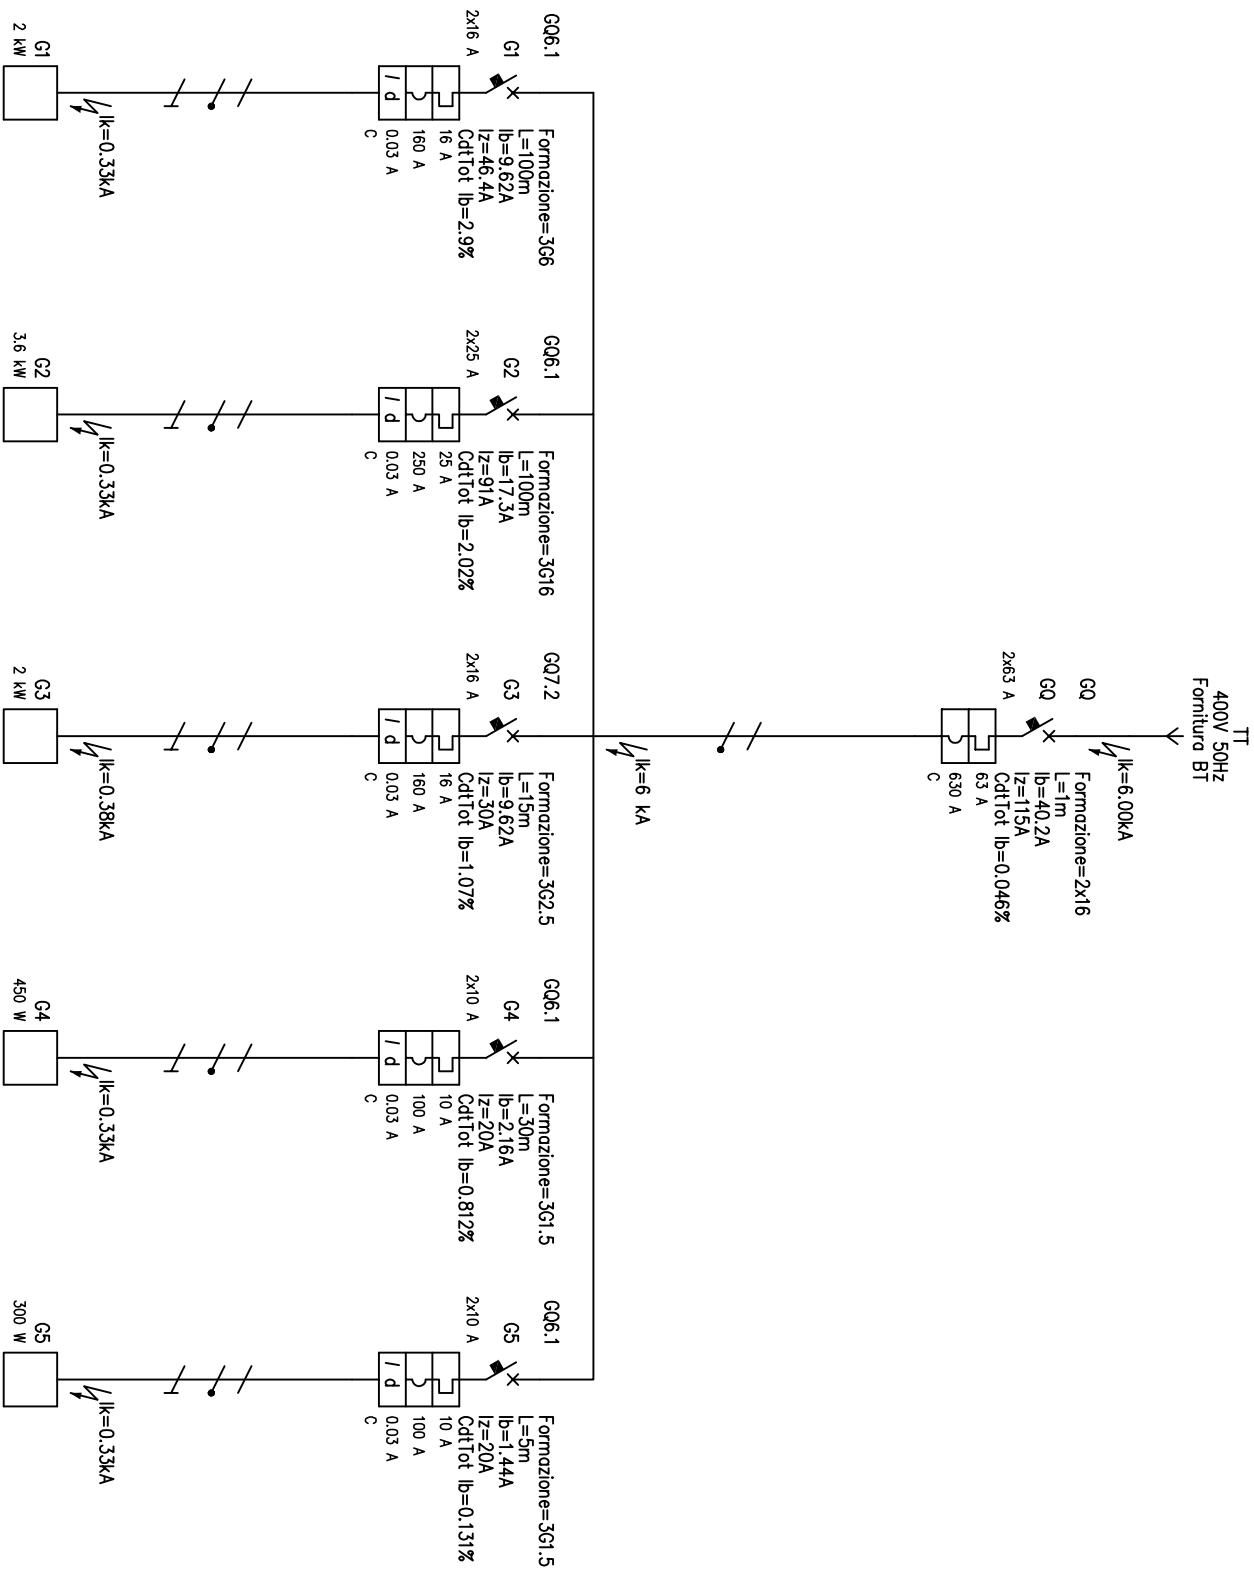 TT
400V 50Hz
Fornitura BT
Ik=6.00kA
GQ
GQ
2x63 A
Formazione=2x16
L=1m
Ib=40.2A
Iz=115A
CdtTot Ib=0.046%
63 A
630 A
C
Ik=6 kA
GQ6.1
G1
2x16 A
Formazione=3G6
L=100m
Ib=9.62A
Iz=46.4A
CdtTot Ib=2.9%
16 A
160 A
0.03 A
C
I d
Ik=0.33kA
G1
2 kW
GQ6.1
G2
2x25 A
Formazione=3G16
L=100m
Ib=17.3A
Iz=91A
CdtTot Ib=2.02%
25 A
250 A
0.03 A
C
I d
Ik=0.33kA
G2
3.6 kW
GQ7.2
G3
2x16 A
Formazione=3G2.5
L=15m
Ib=9.62A
Iz=30A
CdtTot Ib=1.07%
16 A
160 A
0.03 A
C
I d
Ik=0.38kA
G3
2 kW
GQ6.1
G4
2x10 A
Formazione=3G1.5
L=30m
Ib=2.16A
Iz=20A
CdtTot Ib=0.812%
10 A
100 A
0.03 A
C
I d
Ik=0.33kA
G4
450 W
GQ6.1
G5
2x10 A
Formazione=3G1.5
L=5m
Ib=1.44A
Iz=20A
CdtTot Ib=0.131%
10 A
100 A
0.03 A
C
I d
Ik=0.33kA
G5
300 W